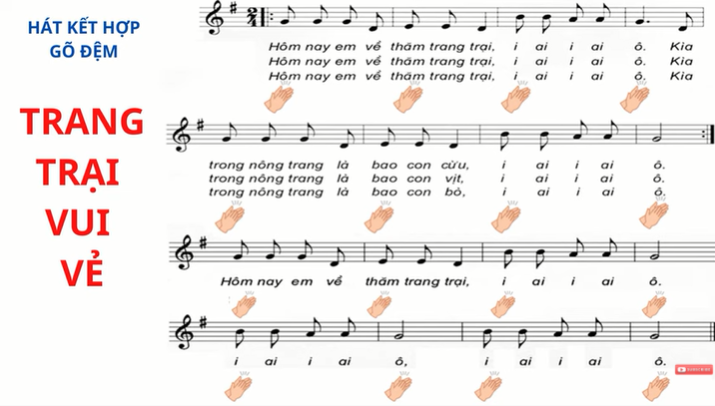 HÁT KẾT HỢP
GÕ ĐỆM
TRANG
TRẠI
VUI
VẺ
Hôm nay em về thăm trang trại, i ai i ai ô. Kìa
Hôm nay em về thăm trang trại, i ai i ai ô. Kìa
Hôm nay em về thăm trang trại, i ai i ai ô. Kìa
trong nông trang là bao con cừu, i ai i ai ô.
trong nông trang là bao con vịt, i ai i ai ô.
trong nông trang là bao con bò, i ai i ai ô.
Hôm nay em về thăm trang trại, i ai i ai ô.
i ai i ai ô, i ai i ai ô.
SUBSCRIBE